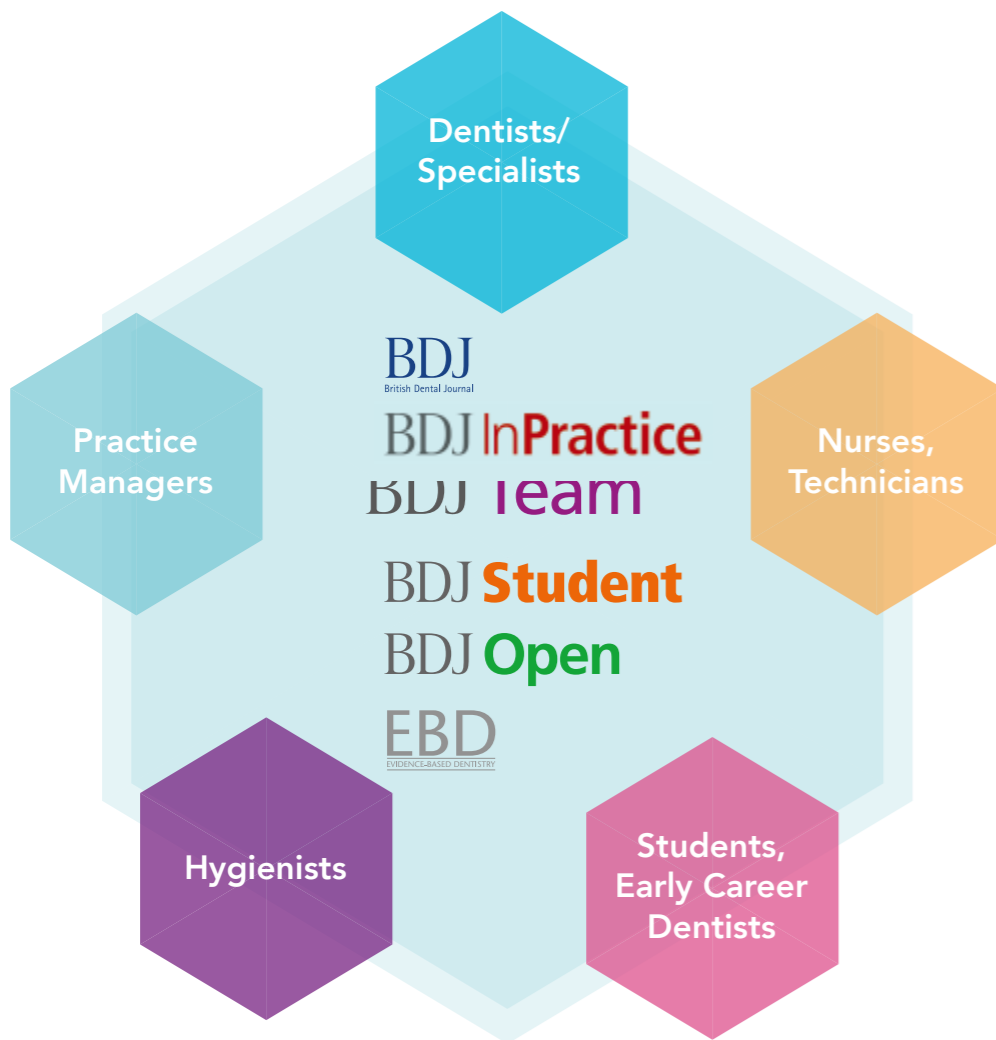 Dentists/
Specialists
BDJ
British Dental Journal
BDJ InPractice
BDJ Team
BDJ Student
BDJ Open
EBD
EVIDENCE-BASED DENTISTRY
Practice
Managers
Nurses,
Technicians
Hygienists
Students,
Early Career
Dentists